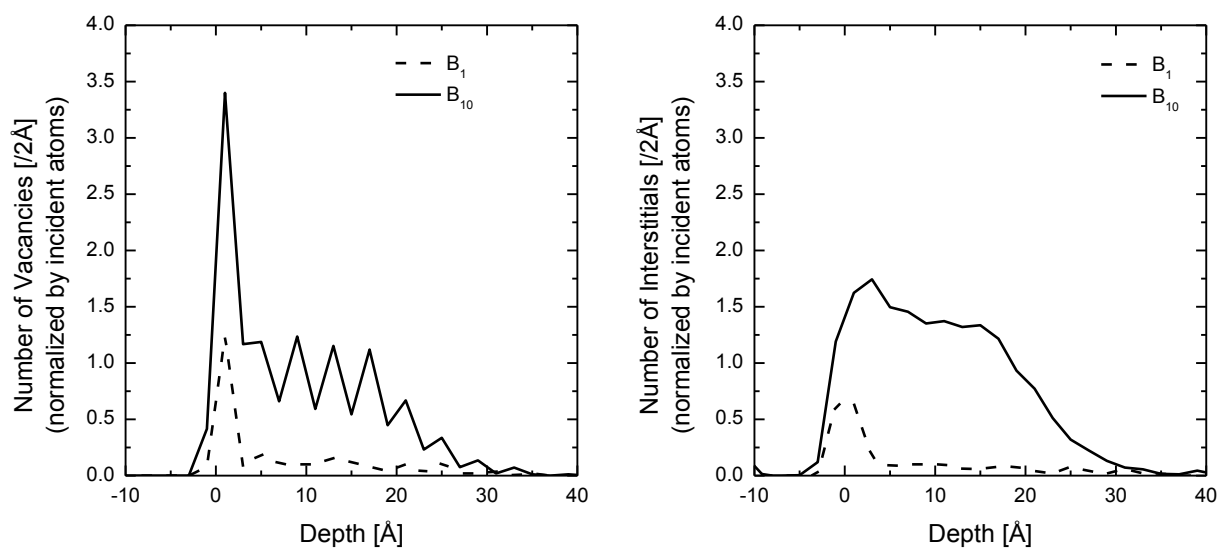 Number of Vacancies [/2Å]
(normalized by incident atoms)
4.0
3.5
3.0
2.5
2.0
1.5
1.0
0.5
0.0
-10 0 10 20 30 40
Depth [Å]
B₁
B₁₀
Number of Interstitials [/2Å]
(normalized by incident atoms)
4.0
3.5
3.0
2.5
2.0
1.5
1.0
0.5
0.0
-10 0 10 20 30 40
Depth [Å]
B₁
B₁₀